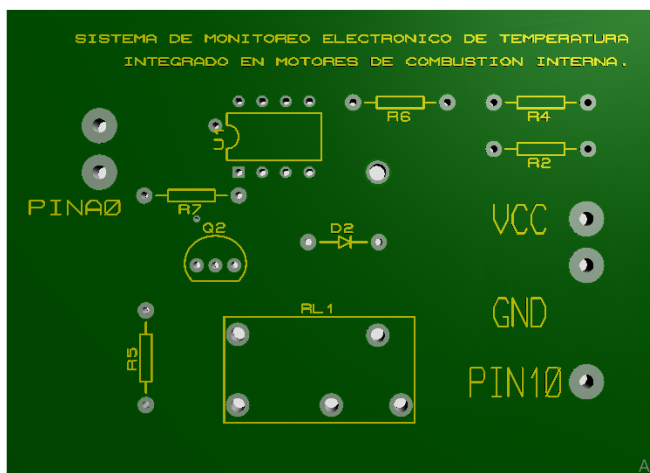 SISTEMA DE MONITOREO ELECTRONICO DE TEMPERATURA
INTEGRADO EN MOTORES DE COMBUSTION INTERNA.
R6
R4
U1
R2
PINA0
R7
VCC
Q2
D2
RL1
GND
R5
PIN10
A